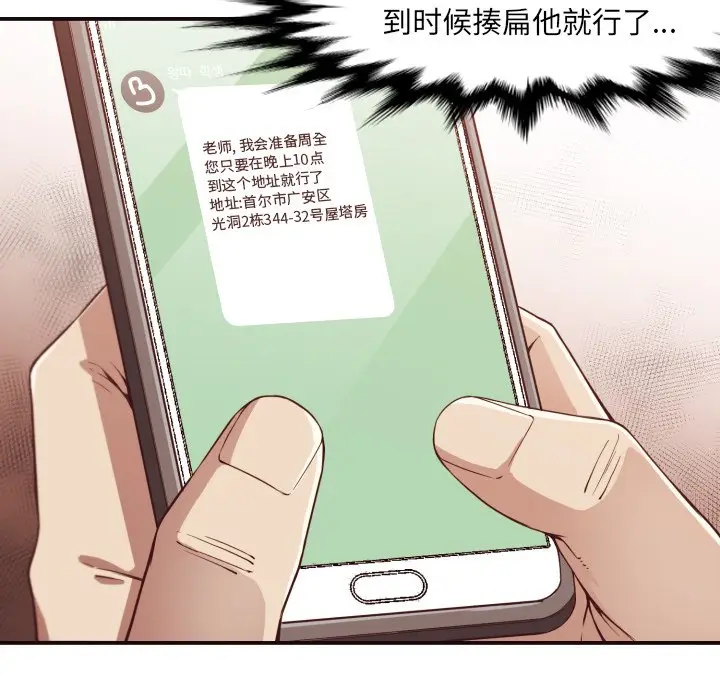 到时候揍扁他就行了...
老师, 我会准备周全
您只要在晚上10点
到这个地址就行了
地址:首尔市广安区
光洞2栋344-32号屋塔房